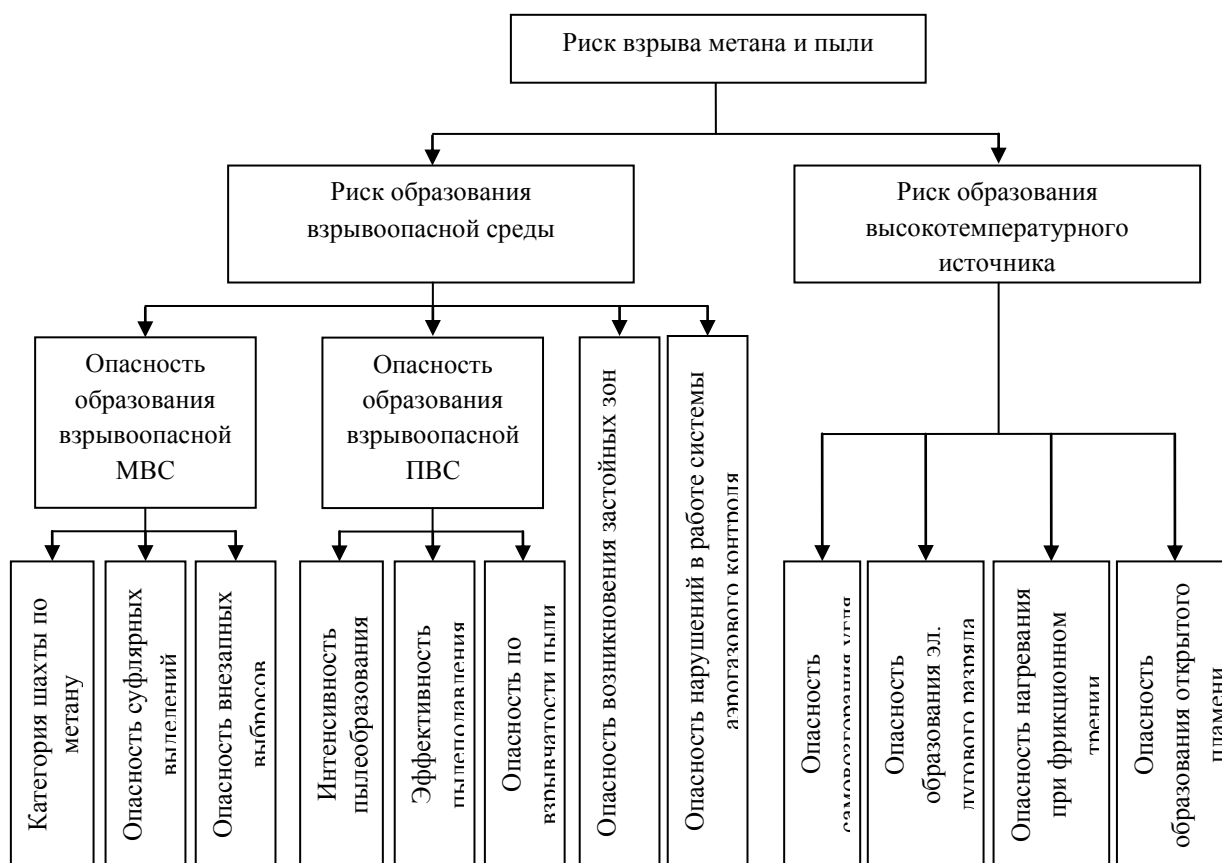 Риск взрыва метана и пыли
Риск образования
взрывоопасной среды
Риск образования
высокотемпературного
источника
Опасность
образования
взрывоопасной
МВС
Опасность
образования
взрывоопасной
ПВС
Опасность возникновения застойных зон
Опасность нарушений в работе системы
аэрогазового контроля
Категория шахты по
метану
Опасность суфлярных
выделений
Опасность внезапных
выбросов
Интенсивность
пылеобразования
Эффективность
пылеподавления
Опасность по
взрывчатости пыли
Опасность
самовозгорания угля
Опасность
образования эл.
дугового разряда
Опасность нагревания
при фрикционном
трении
Опасность
образования открытого
пламени